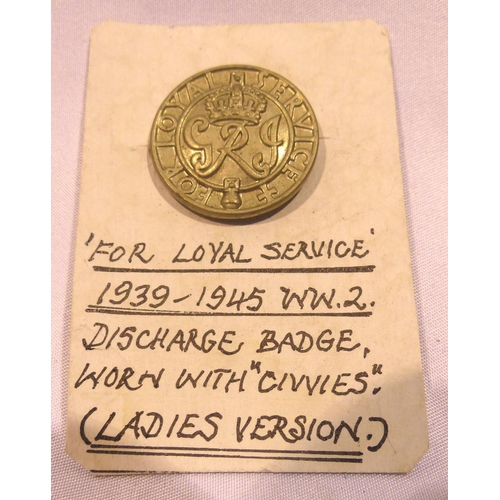 FOR LOYAL SERVICE
GRI
'FOR LOYAL SERVICE'
1939-1945 WW.2.
DISCHARGE BADGE,
WORN WITH "CIVVIES".
(LADIES VERSION.)